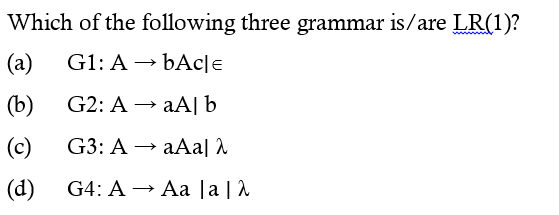 Which of the following three grammar is/are LR(1)?
(a) G1: A → bAc|∈
(b) G2: A → aA| b
(c) G3: A → aAa| λ
(d) G4: A → Aa |a | λ